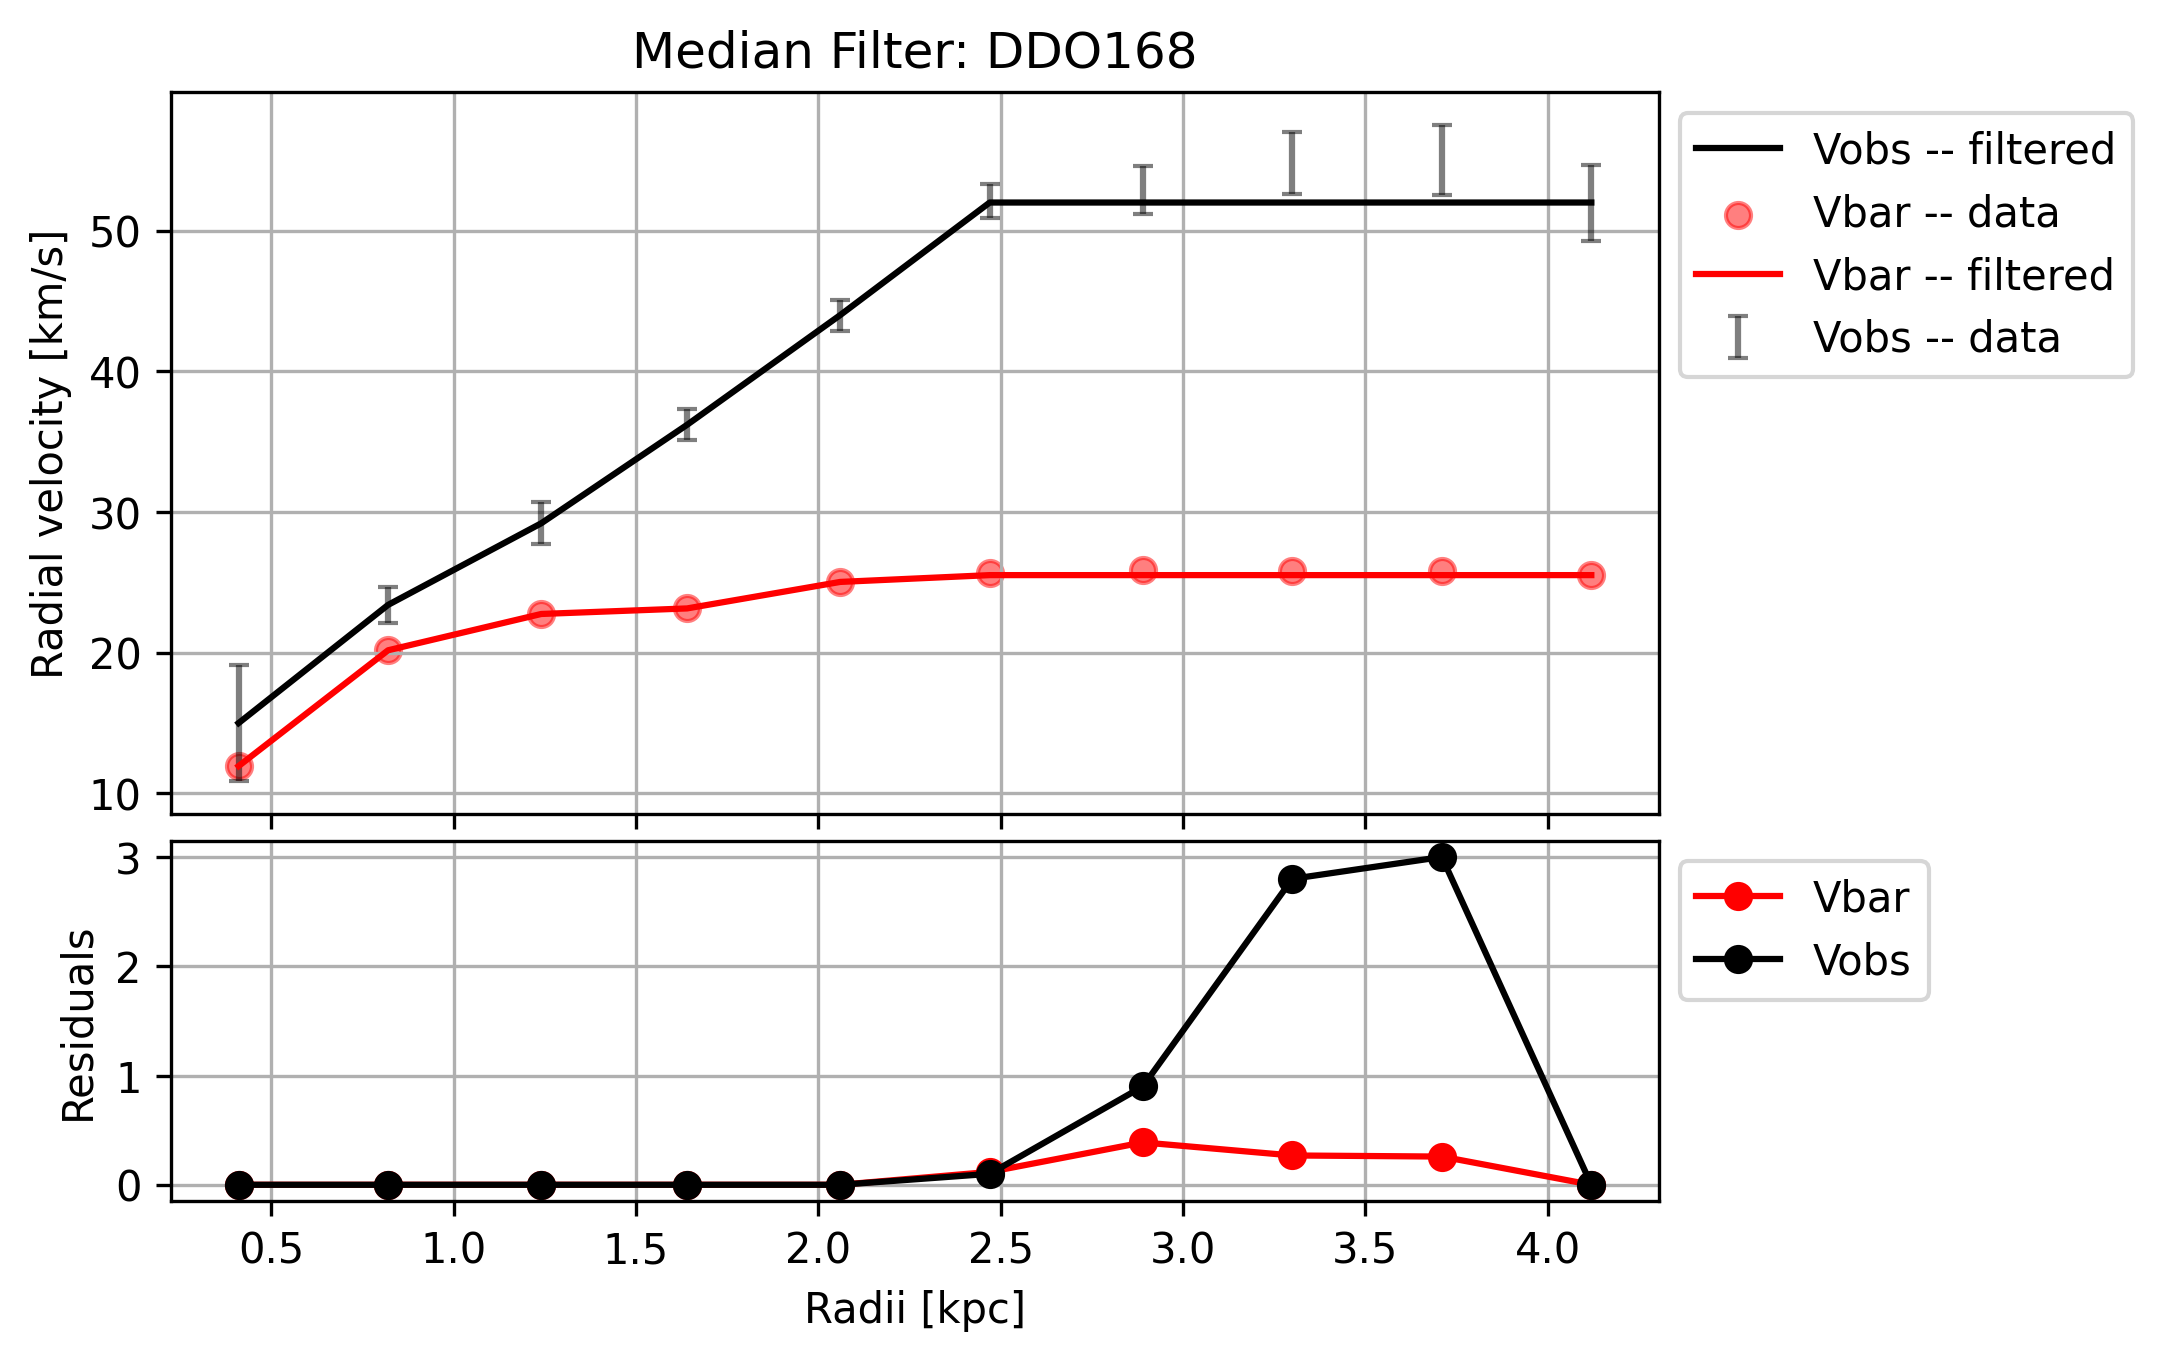 Median Filter: DDO168
Radial velocity [km/s]
50
40
30
20
10
Vobs -- filtered
Vbar -- data
Vbar -- filtered
Vobs -- data
Residuals
3
2
1
0
Vbar
Vobs
0.5 1.0 1.5 2.0 2.5 3.0 3.5 4.0
Radii [kpc]